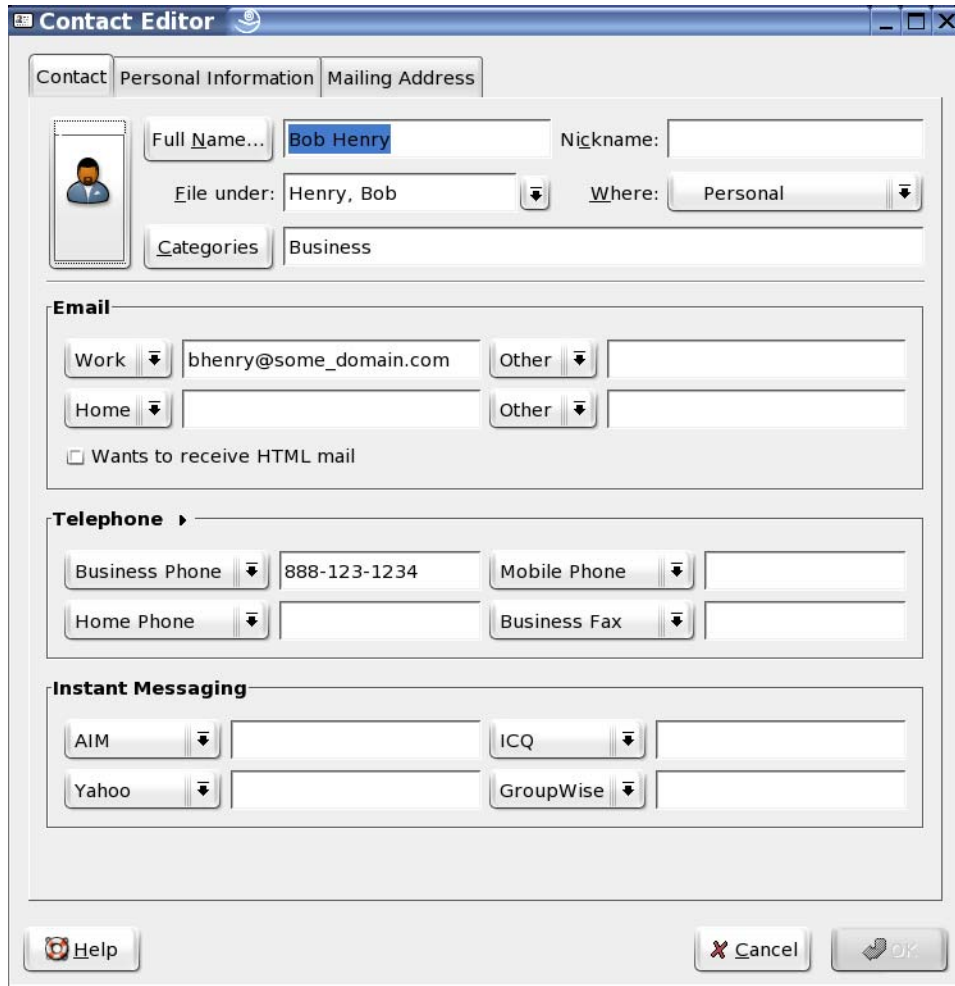 Contact Editor
Contact Personal Information Mailing Address
Full Name... Bob Henry Nickname:
File under: Henry, Bob Where: Personal
Categories Business
Email
Work bhenry@some_domain.com Other
Home Other
Wants to receive HTML mail
Telephone
Business Phone 888-123-1234 Mobile Phone
Home Phone Business Fax
Instant Messaging
AIM ICQ
Yahoo GroupWise
Help Cancel OK